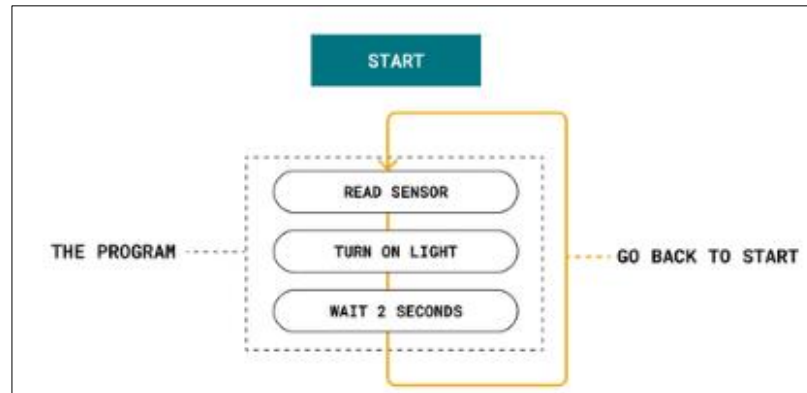 START
READ SENSOR
THE PROGRAM
TURN ON LIGHT
GO BACK TO START
WAIT 2 SECONDS